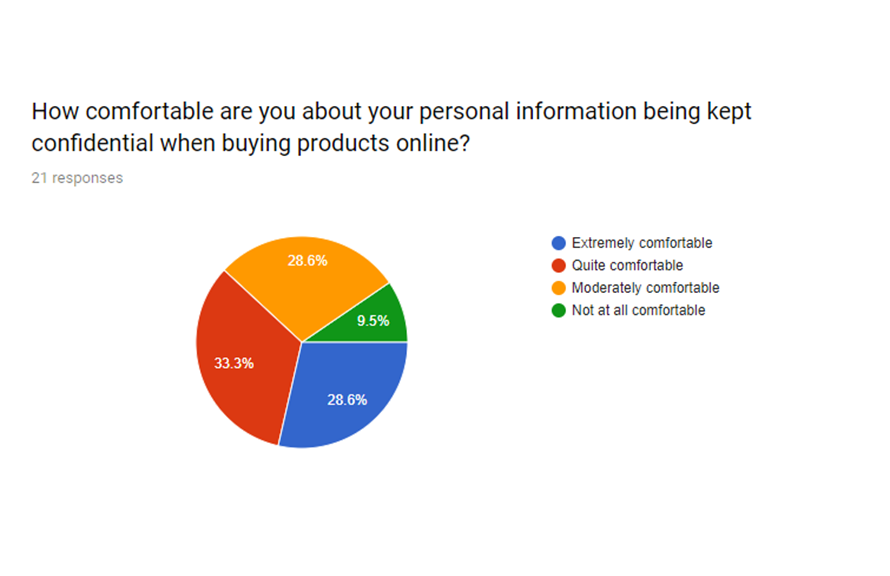 How comfortable are you about your personal information being kept
confidential when buying products online?
21 responses
28.6%
9.5%
33.3%
28.6%
Extremely comfortable
Quite comfortable
Moderately comfortable
Not at all comfortable